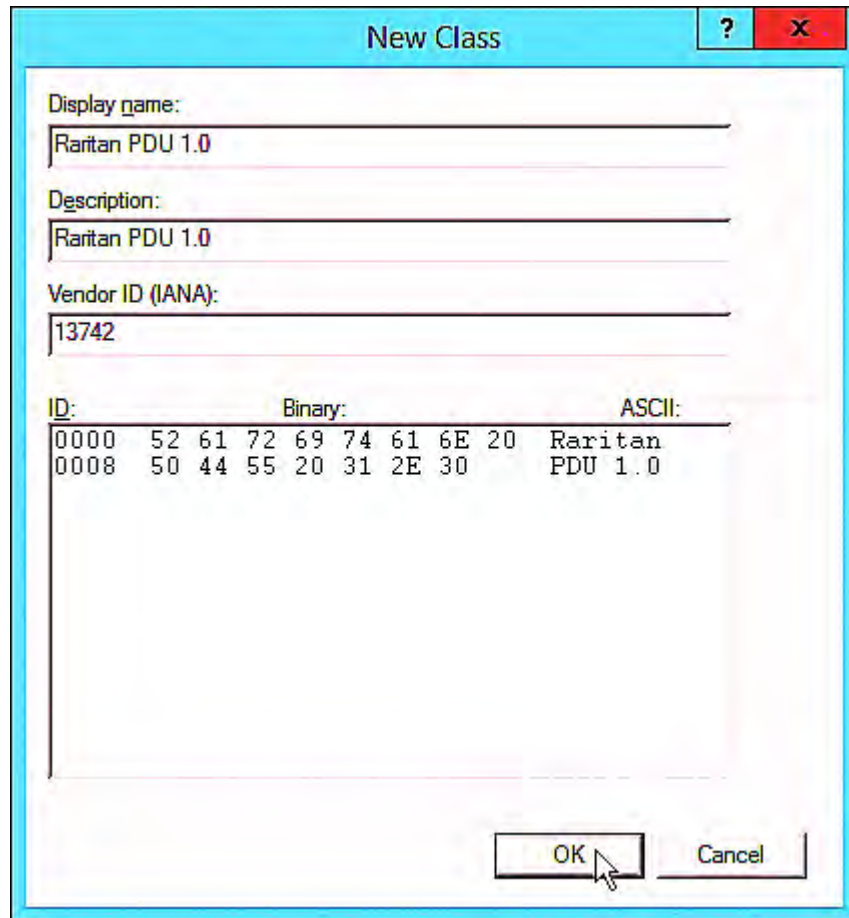 New Class
?
x
Display name:
Raritan PDU 1.0
Description:
Raritan PDU 1.0
Vendor ID (IANA):
13742
ID: Binary: ASCII:
0000 52 61 72 69 74 61 6E 20 Raritan
0008 50 44 55 20 31 2E 30 PDU 1.0
OK
Cancel